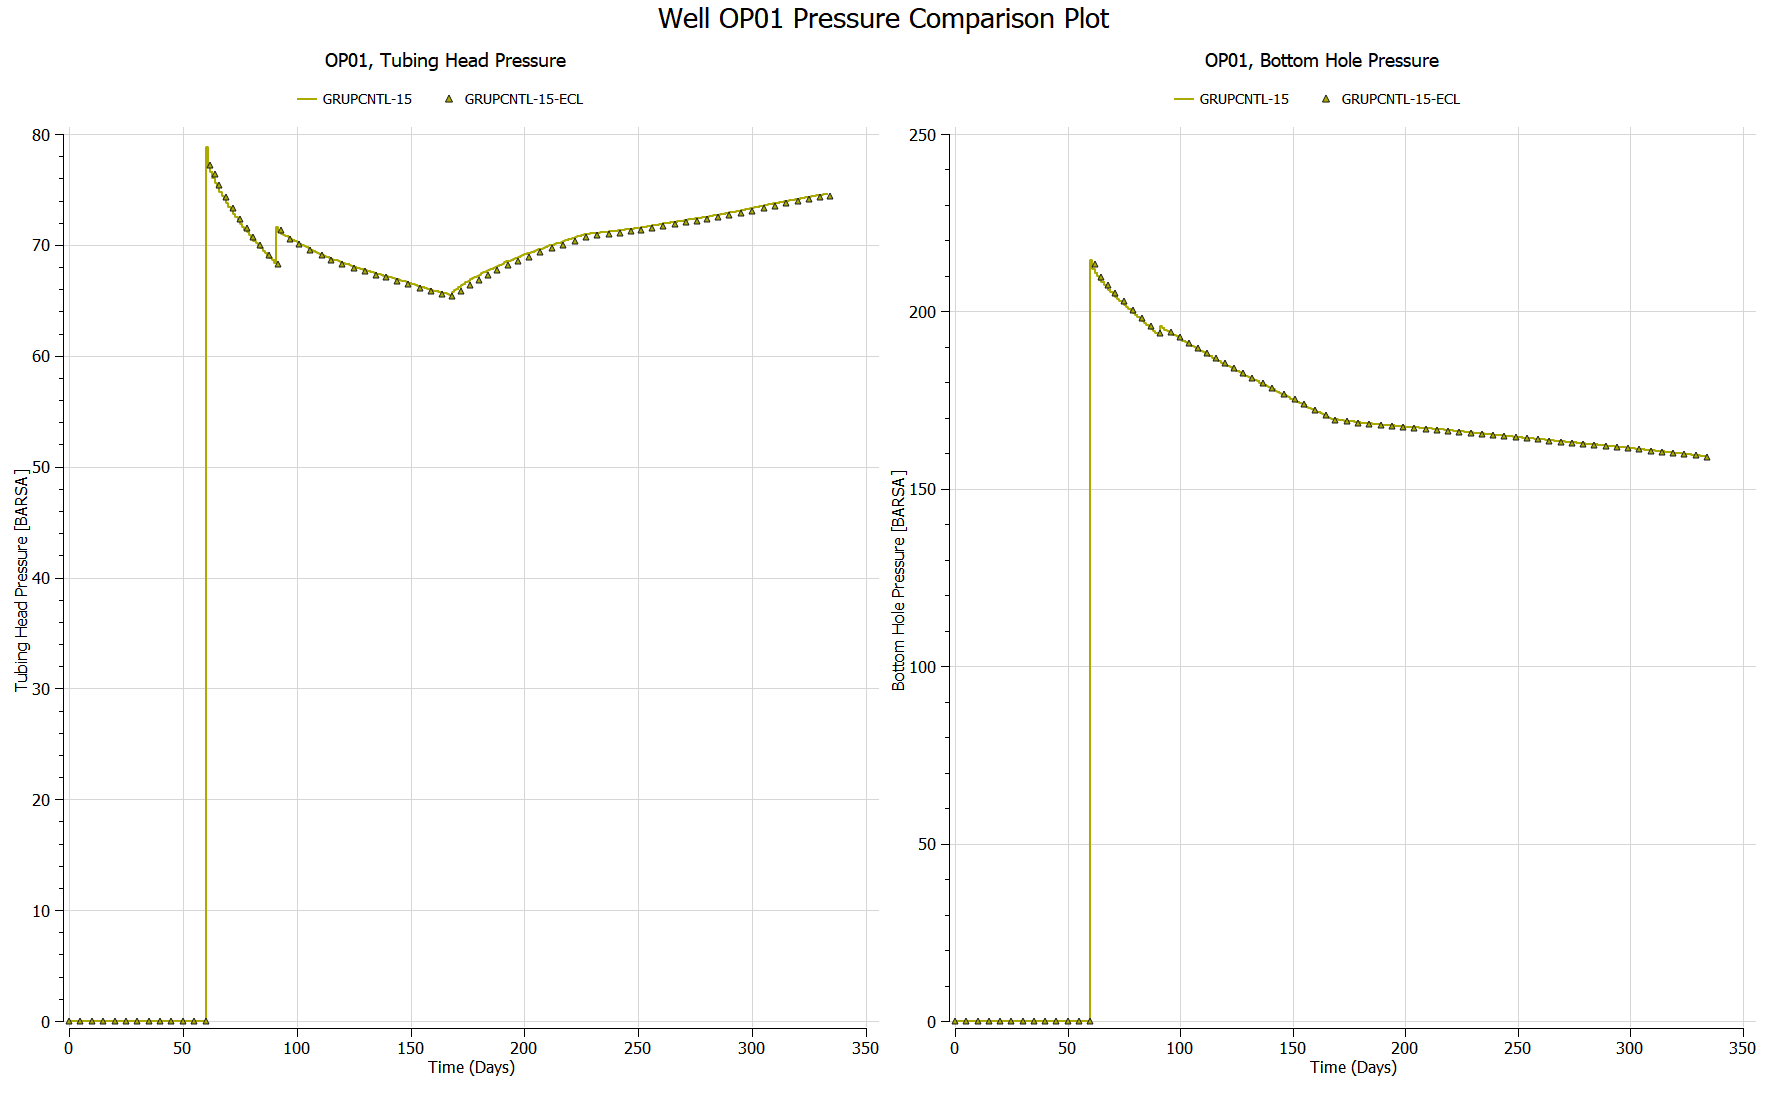 Well OP01 Pressure Comparison Plot
OP01, Tubing Head Pressure
GRUPCNTL-15 GRUPCNTL-15-ECL
80
70
60
50
40
30
20
10
0
Tubing Head Pressure [BARSA]
0 50 100 150 200 250 300 350
Time (Days)
OP01, Bottom Hole Pressure
GRUPCNTL-15 GRUPCNTL-15-ECL
250
200
150
100
50
0
Bottom Hole Pressure [BARSA]
0 50 100 150 200 250 300 350
Time (Days)